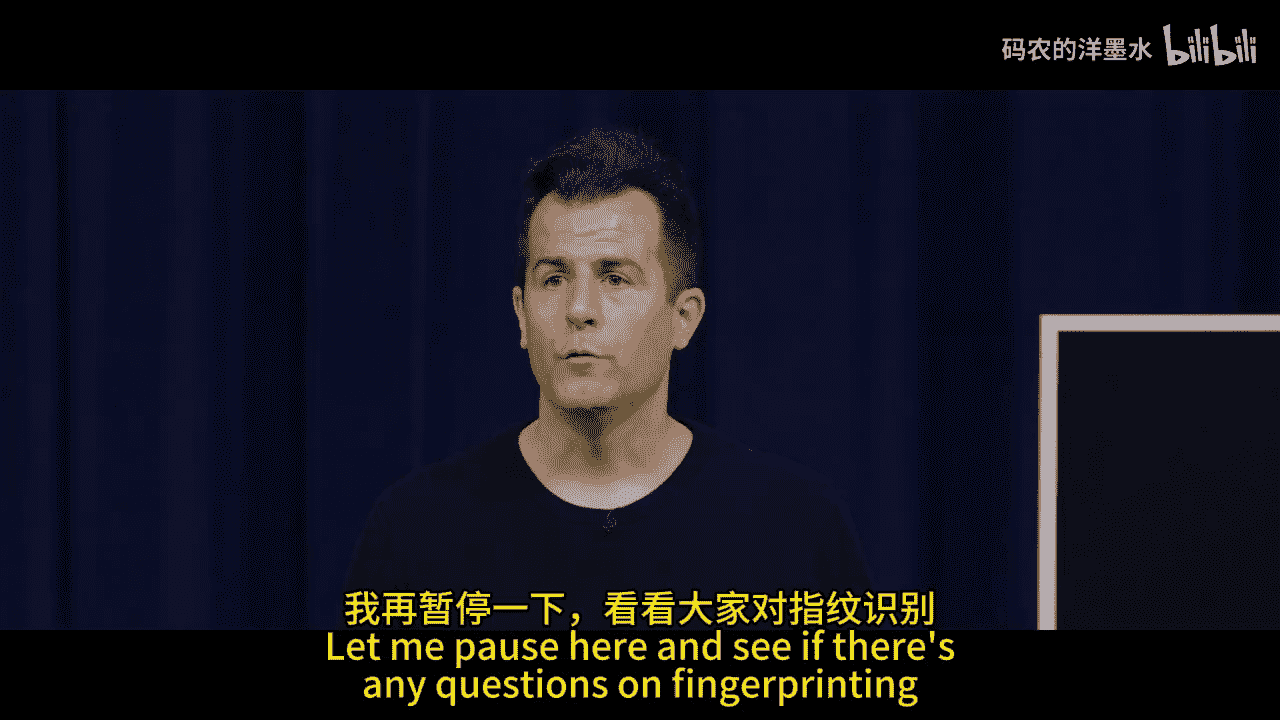 码农的洋墨水 bilibili
我再暂停一下，看看大家对指纹识别
Let me pause here and see if there's
any questions on fingerprinting